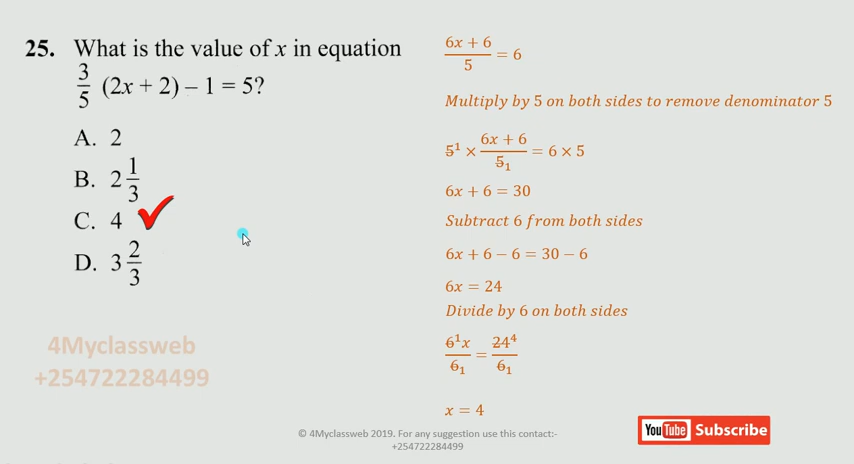 25. What is the value of x in equation
3/5 (2x + 2) – 1 = 5?
A. 2
B. 2 1/3
C. 4
D. 3 2/3
(6x + 6)/5 = 6
Multiply by 5 on both sides to remove denominator 5
5¹ × (6x + 6)/5₁ = 6 × 5
6x + 6 = 30
Subtract 6 from both sides
6x + 6 − 6 = 30 − 6
6x = 24
Divide by 6 on both sides
6¹x/6₁ = 24⁴/6₁
x = 4
4Myclassweb
+254722284499
© 4Myclassweb 2019. For any suggestion use this contact:-
+254722284499
YouTube Subscribe